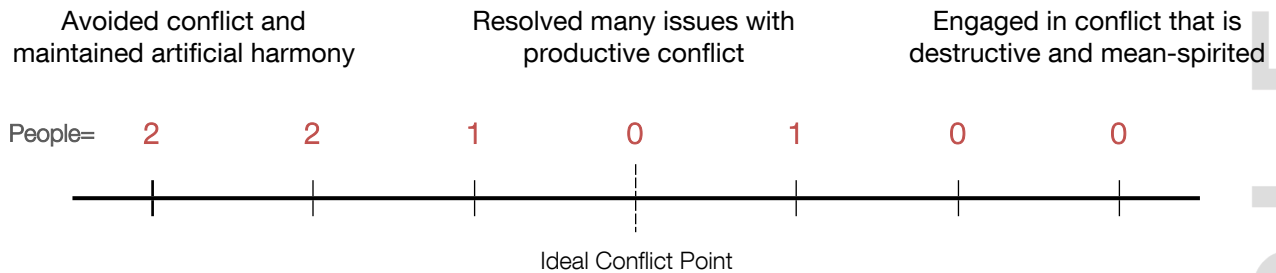 Avoided conflict and
maintained artificial harmony
Resolved many issues with
productive conflict
Engaged in conflict that is
destructive and mean-spirited
People= 2 2 1 0 1 0 0
Ideal Conflict Point